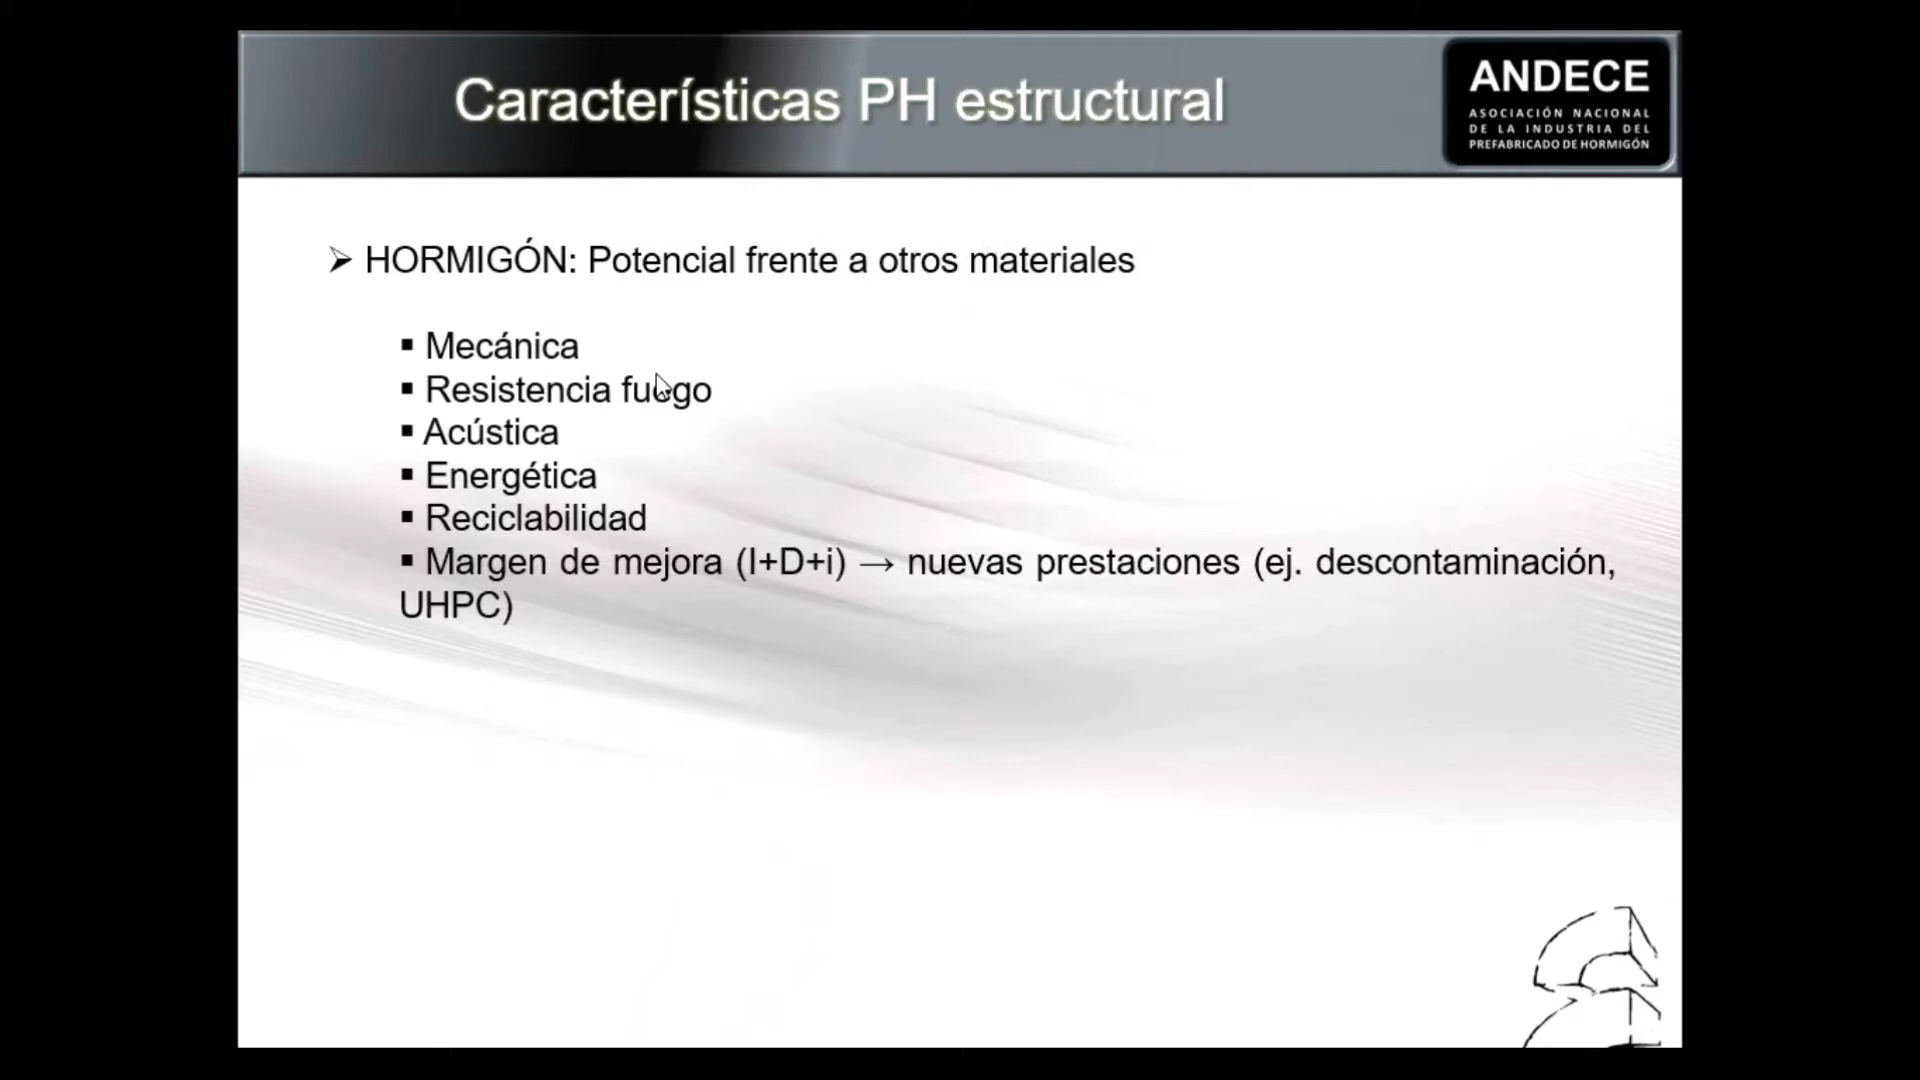 Características PH estructural
ANDECE
ASOCIACIÓN NACIONAL
DE LA INDUSTRIA DEL
PREFABRICADO DE HORMIGÓN
➢ HORMIGÓN: Potencial frente a otros materiales
▪ Mecánica
▪ Resistencia fuego
▪ Acústica
▪ Energética
▪ Reciclabilidad
▪ Margen de mejora (I+D+i) → nuevas prestaciones (ej. descontaminación,
UHPC)